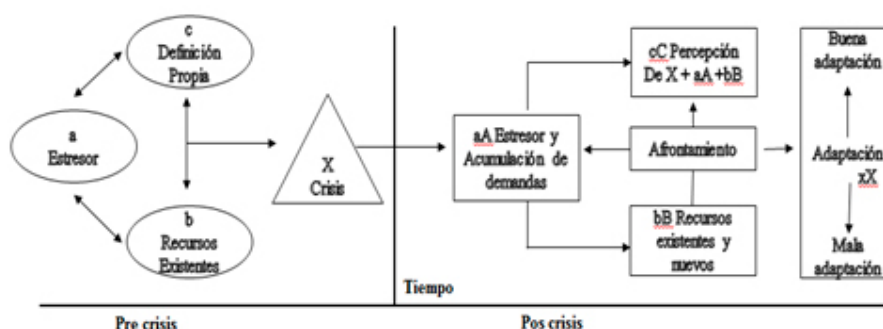 c
Definición
Propia
a
Estresor
b
Recursos
Existentes
X
Crisis
aA Estresor y
Acumulación de
demandas
cC Percepción
De X + aA +bB
Afrontamiento
bB Recursos
existentes y
nuevos
Buena
adaptación
Adaptación
xX
Mala
adaptación
Tiempo
Pre crisis
Pos crisis